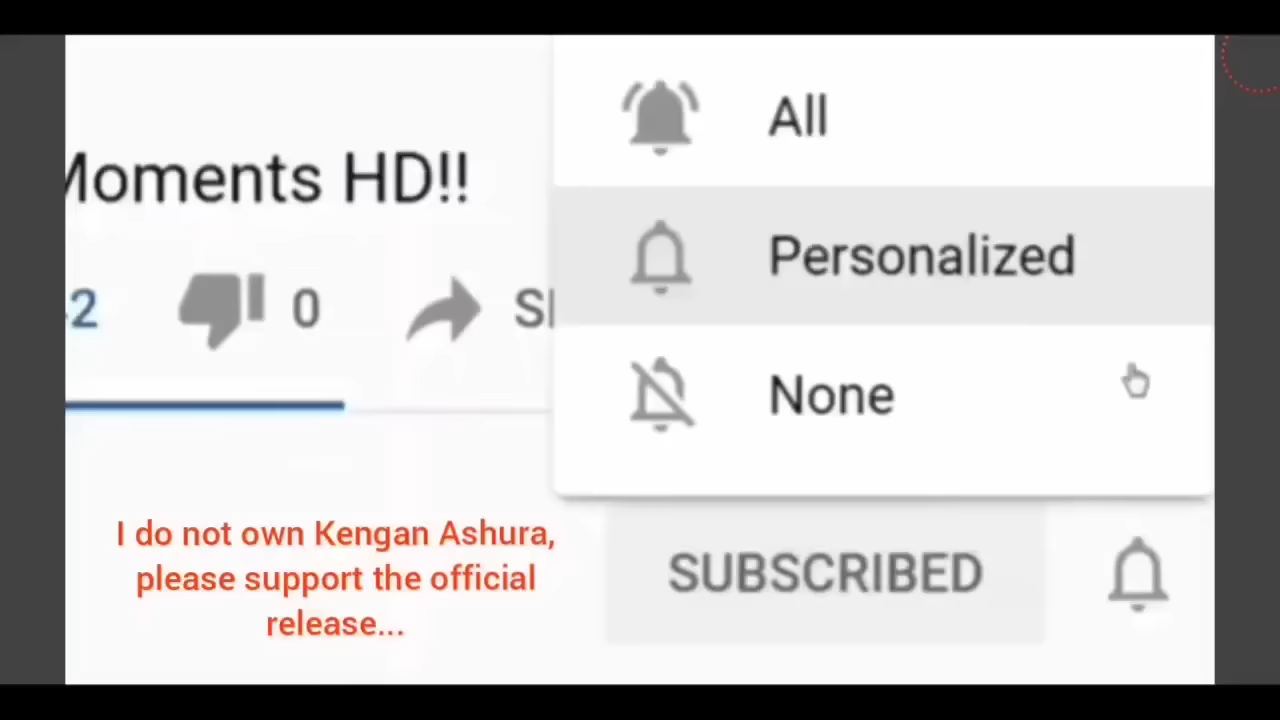 All
Moments HD!!
Personalized
2
0
None
I do not own Kengan Ashura,
please support the official
release...
SUBSCRIBED